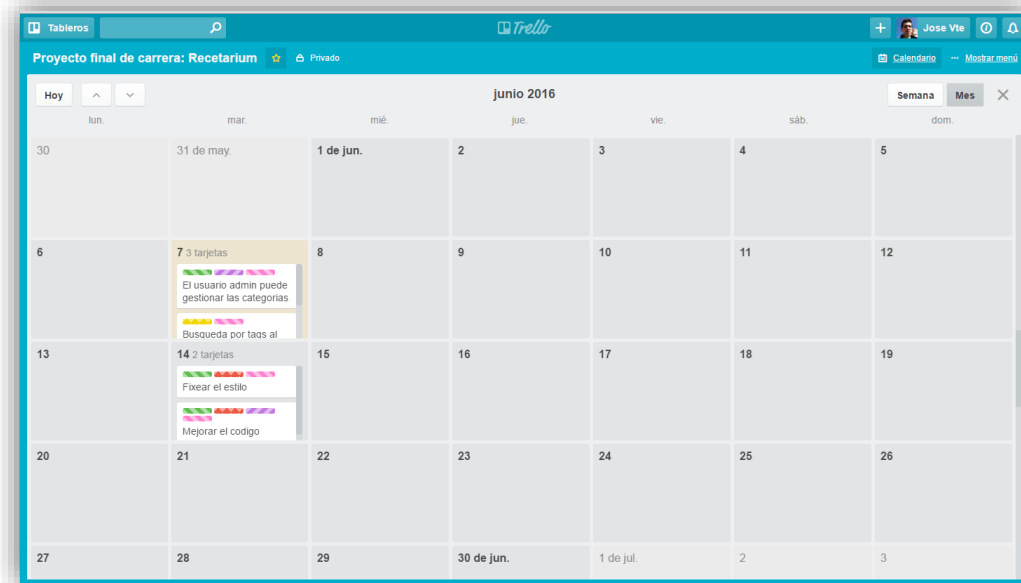 Tableros
Trello
Jose Vte
Proyecto final de carrera: Recetarium
Privado
Calendario
... Mostrar menú
Hoy
junio 2016
Semana
Mes
lun.
mar.
mié.
jue.
vie.
sáb.
dom.
30
31 de may.
1 de jun.
2
3
4
5
6
7 3 tarjetas
El usuario admin puede
gestionar las categorias
Busqueda por tags al
8
9
10
11
12
13
14 2 tarjetas
Fixear el estilo
Mejorar el codigo
15
16
17
18
19
20
21
22
23
24
25
26
27
28
29
30 de jun.
1 de jul.
2
3